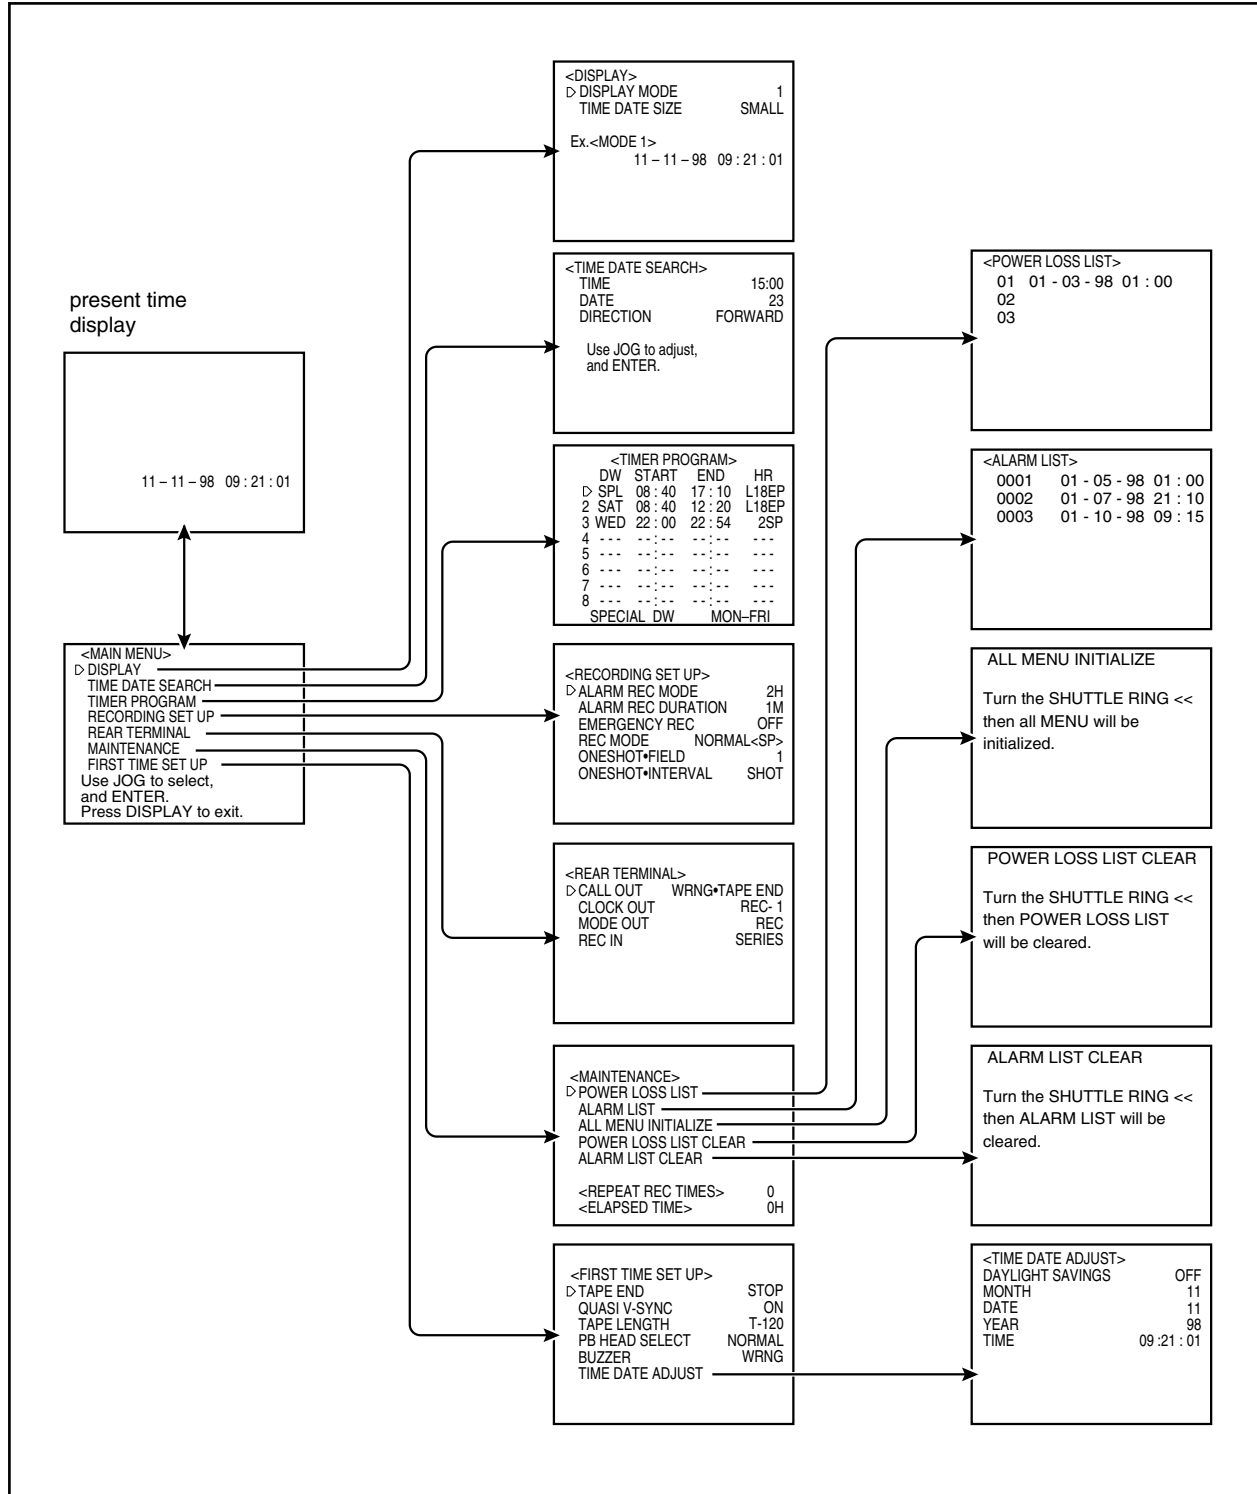 present time
display
11 – 11 – 98 09 : 21 : 01
<MAIN MENU>
▷ DISPLAY
TIME DATE SEARCH
TIMER PROGRAM
RECORDING SET UP
REAR TERMINAL
MAINTENANCE
FIRST TIME SET UP
Use JOG to select,
and ENTER.
Press DISPLAY to exit.
<DISPLAY>
▷ DISPLAY MODE 1
TIME DATE SIZE SMALL
Ex.<MODE 1>
11 – 11 – 98 09 : 21 : 01
<TIME DATE SEARCH>
TIME 15:00
DATE 23
DIRECTION FORWARD
Use JOG to adjust,
and ENTER.
<TIMER PROGRAM>
DW START END HR
▷ SPL 08 : 40 17 : 10 L18EP
2 SAT 08 : 40 12 : 20 L18EP
3 WED 22 : 00 22 : 54 2SP
4 - - - - - : - - - - : - - - - -
5 - - - - - : - - - - : - - - - -
6 - - - - - : - - - - : - - - - -
7 - - - - - : - - - - : - - - - -
8 - - - - - : - - - - : - - - - -
SPECIAL DW MON–FRI
<RECORDING SET UP>
▷ ALARM REC MODE 2H
ALARM REC DURATION 1M
EMERGENCY REC OFF
REC MODE NORMAL<SP>
ONESHOT•FIELD 1
ONESHOT•INTERVAL SHOT
<REAR TERMINAL>
▷ CALL OUT WRNG•TAPE END
CLOCK OUT REC- 1
MODE OUT REC
REC IN SERIES
<MAINTENANCE>
▷ POWER LOSS LIST
ALARM LIST
ALL MENU INITIALIZE
POWER LOSS LIST CLEAR
ALARM LIST CLEAR
<REPEAT REC TIMES> 0
<ELAPSED TIME> 0H
<FIRST TIME SET UP>
▷ TAPE END STOP
QUASI V-SYNC ON
TAPE LENGTH T-120
PB HEAD SELECT NORMAL
BUZZER WRNG
TIME DATE ADJUST
<POWER LOSS LIST>
01 01 - 03 - 98 01 : 00
02
03
<ALARM LIST>
0001 01 - 05 - 98 01 : 00
0002 01 - 07 - 98 21 : 10
0003 01 - 10 - 98 09 : 15
ALL MENU INITIALIZE
Turn the SHUTTLE RING <<
then all MENU will be
initialized.
POWER LOSS LIST CLEAR
Turn the SHUTTLE RING <<
then POWER LOSS LIST
will be cleared.
ALARM LIST CLEAR
Turn the SHUTTLE RING <<
then ALARM LIST will be
cleared.
<TIME DATE ADJUST>
DAYLIGHT SAVINGS OFF
MONTH 11
DATE 11
YEAR 98
TIME 09 :21 : 01